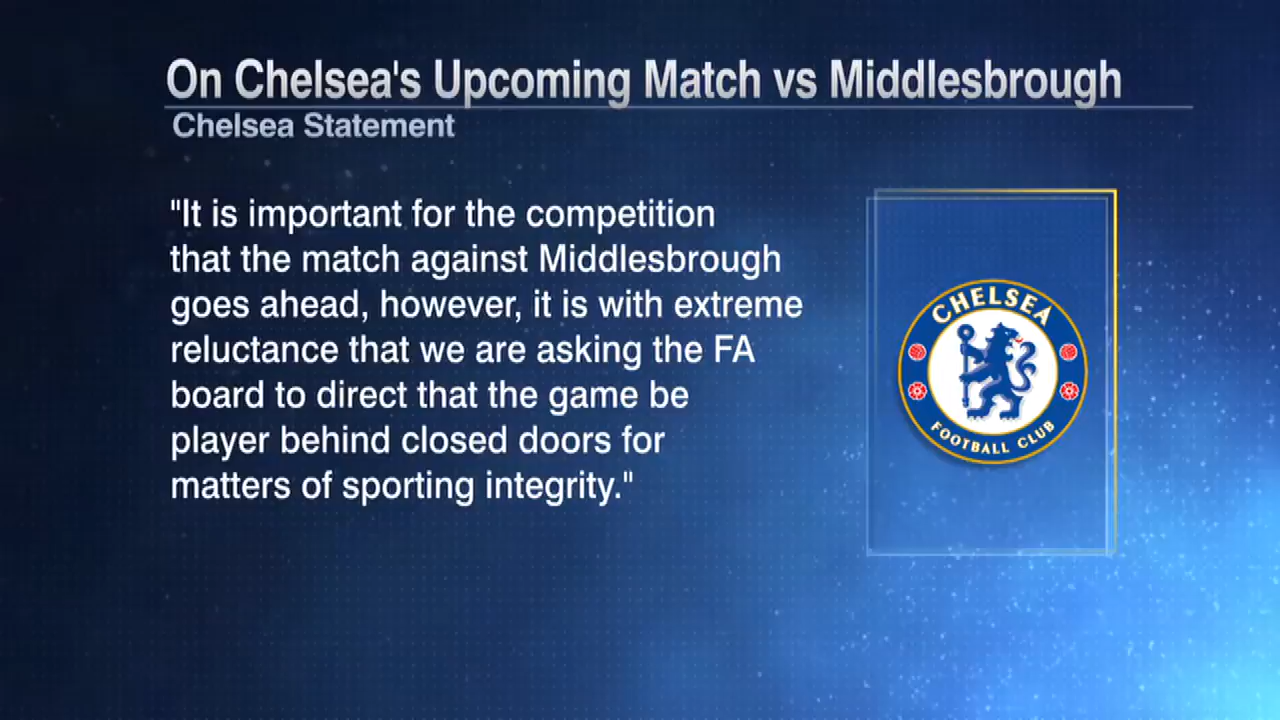 On Chelsea's Upcoming Match vs Middlesbrough
Chelsea Statement
"It is important for the competition
that the match against Middlesbrough
goes ahead, however, it is with extreme
reluctance that we are asking the FA
board to direct that the game be
player behind closed doors for
matters of sporting integrity."
CHELSEA
FOOTBALL CLUB